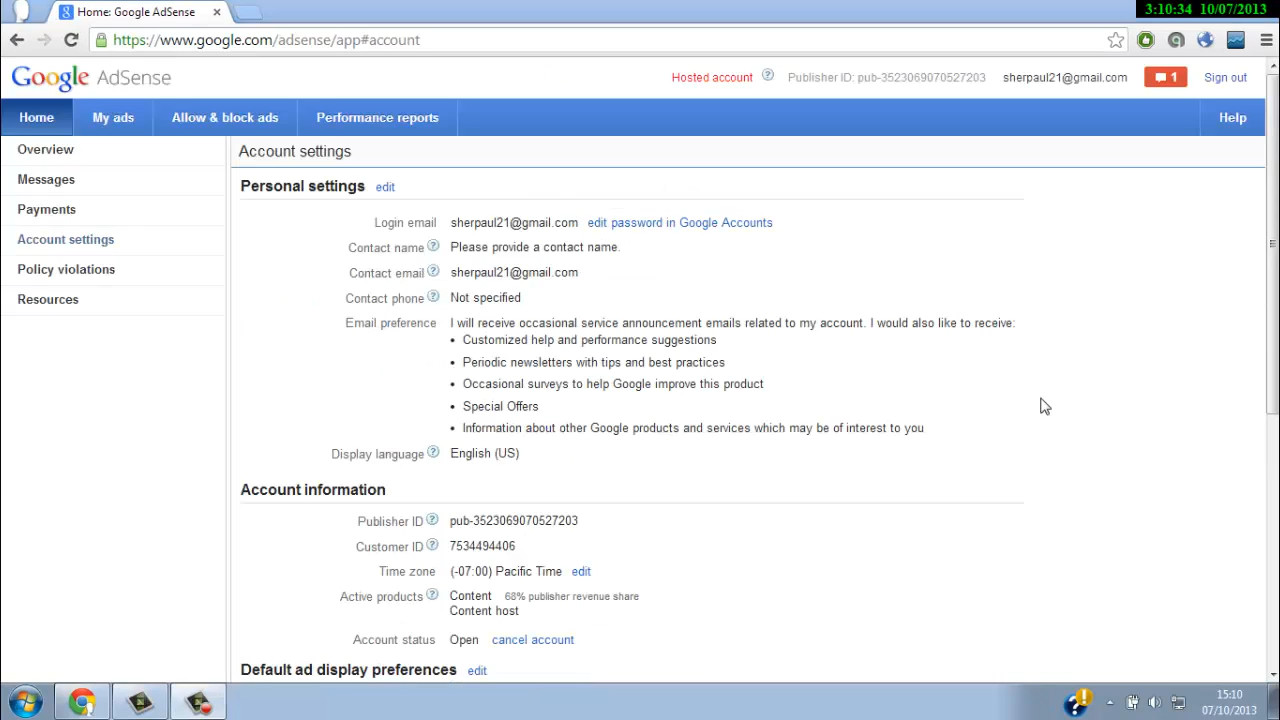 3:10:34 10/07/2013
Home: Google AdSense
https://www.google.com/adsense/app#account
Google AdSense
Hosted account ? Publisher ID: pub-3523069070527203 sherpaul21@gmail.com 1 Sign out
Home My ads Allow & block ads Performance reports Help
Overview
Messages
Payments
Account settings
Policy violations
Resources
Account settings
Personal settings edit
Login email sherpaul21@gmail.com edit password in Google Accounts
Contact name ? Please provide a contact name.
Contact email ? sherpaul21@gmail.com
Contact phone ? Not specified
Email preference I will receive occasional service announcement emails related to my account. I would also like to receive:
• Customized help and performance suggestions
• Periodic newsletters with tips and best practices
• Occasional surveys to help Google improve this product
• Special Offers
• Information about other Google products and services which may be of interest to you
Display language ? English (US)
Account information
Publisher ID ? pub-3523069070527203
Customer ID ? 7534494406
Time zone (-07:00) Pacific Time edit
Active products ? Content 68% publisher revenue share
Content host
Account status Open cancel account
Default ad display preferences edit
15:10
07/10/2013